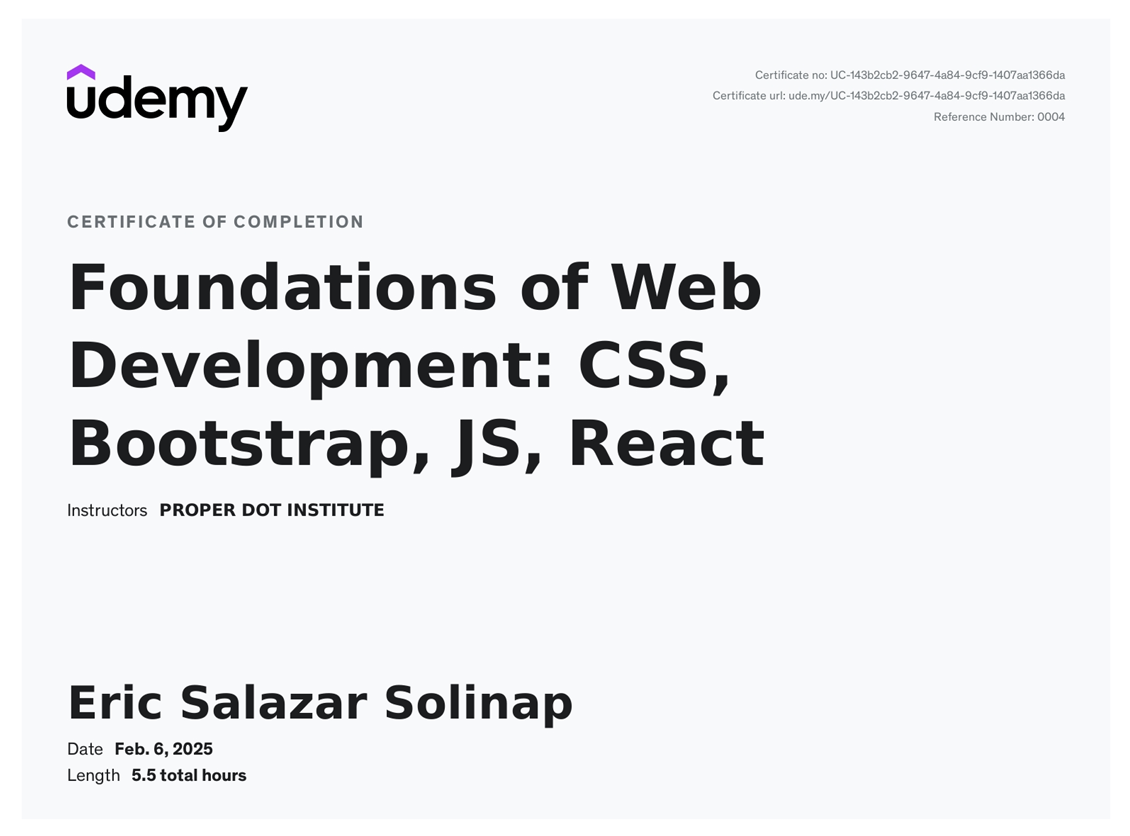 udemy
Certificate no: UC-143b2cb2-9647-4a84-9cf9-1407aa1366da
Certificate url: ude.my/UC-143b2cb2-9647-4a84-9cf9-1407aa1366da
Reference Number: 0004
CERTIFICATE OF COMPLETION
Foundations of Web
Development: CSS,
Bootstrap, JS, React
Instructors PROPER DOT INSTITUTE
Eric Salazar Solinap
Date Feb. 6, 2025
Length 5.5 total hours